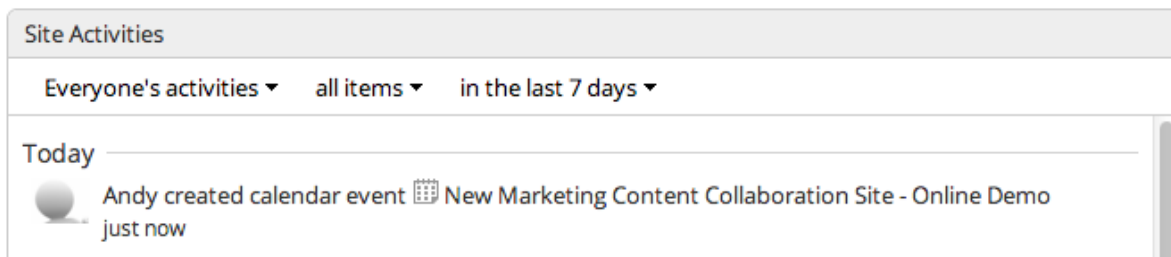 Site Activities
Everyone's activities all items in the last 7 days
Today
Andy created calendar event New Marketing Content Collaboration Site - Online Demo
just now